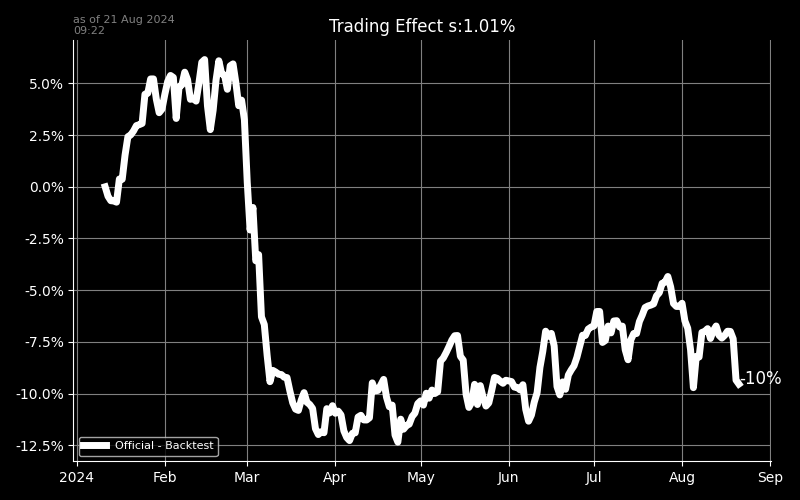 as of 21 Aug 2024
09:22
Trading Effect s:1.01%
5.0%
2.5%
0.0%
-2.5%
-5.0%
-7.5%
-10.0%
-12.5%
-10%
Official - Backtest
2024 Feb Mar Apr May Jun Jul Aug Sep